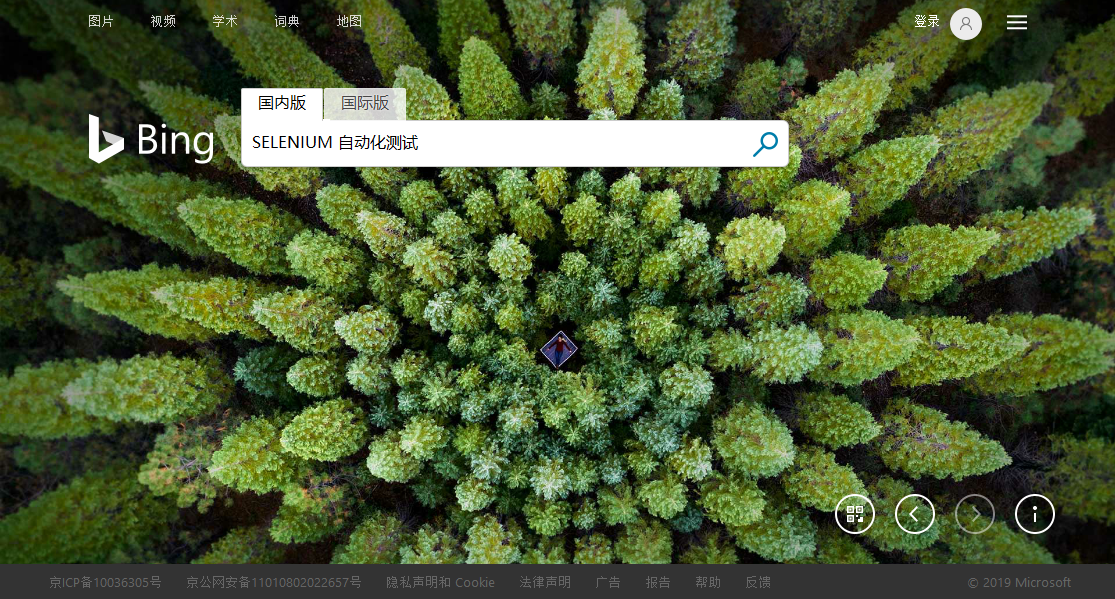 图片 视频 学术 词典 地图 登录
国内版 国际版
Bing
SELENIUM 自动化测试
京ICP备10036305号 京公网安备11010802022657号 隐私声明和 Cookie 法律声明 广告 报告 帮助 反馈 © 2019 Microsoft